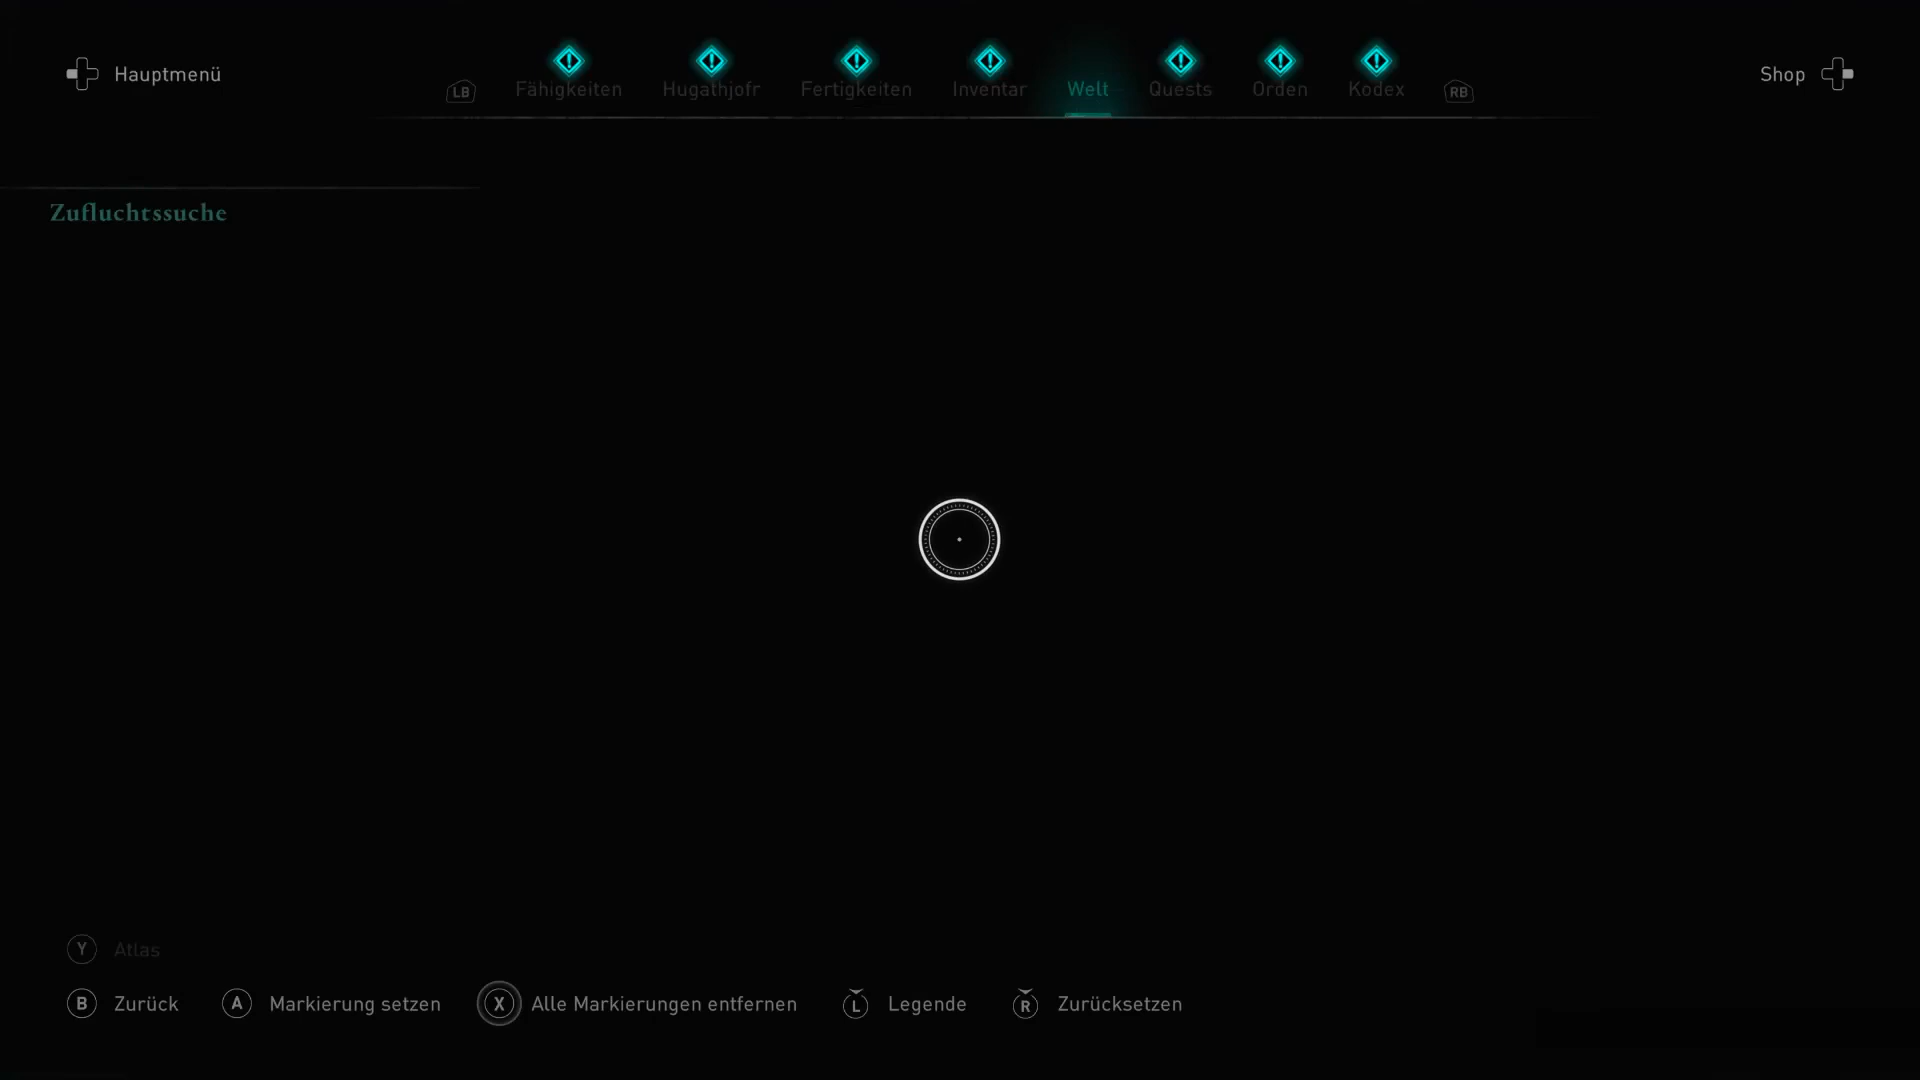 Hauptmenü
LB Fähigkeiten Hugathjofr Fertigkeiten Inventar Welt Quests Orden Kodex RB
Shop
Zufluchtssuche
Y Atlas
B Zurück A Markierung setzen X Alle Markierungen entfernen L Legende R Zurücksetzen